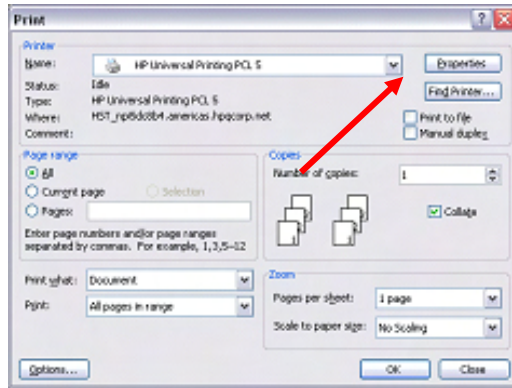 Print
Printer
Name: HP Universal Printing PCL 5
Properties
Status: Idle
Find Printer...
Type: HP Universal Printing PCL 5
Where:
Print to file
Comment:
Manual duplex
Page range
All
Current page Selection
Pages:
Enter page numbers and/or page ranges
separated by commas. For example, 1,3,5–12
Copies
Number of copies: 1
Collate
Print what: Document
Print: All pages in range
Zoom
Pages per sheet: 1 page
Scale to paper size: No Scaling
Options...
OK
Close